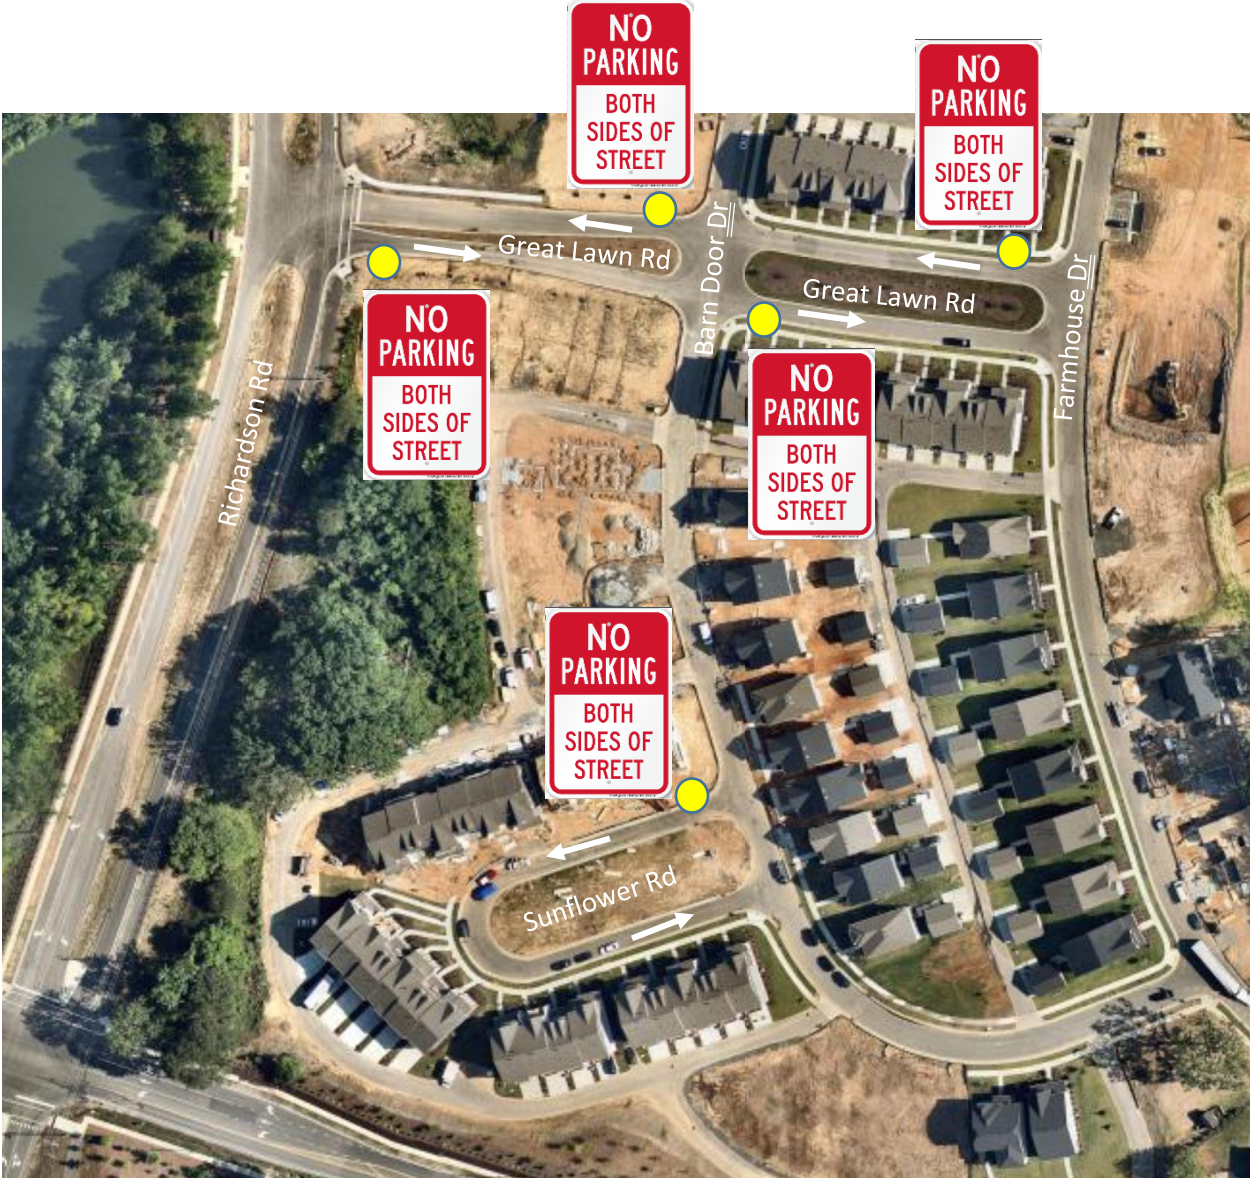 NO
PARKING
BOTH
SIDES OF
STREET
NO
PARKING
BOTH
SIDES OF
STREET
Great Lawn Rd
Barn Door Dr
Great Lawn Rd
Farmhouse Dr
NO
PARKING
BOTH
SIDES OF
STREET
Richardson Rd
NO
PARKING
BOTH
SIDES OF
STREET
NO
PARKING
BOTH
SIDES OF
STREET
Sunflower Rd